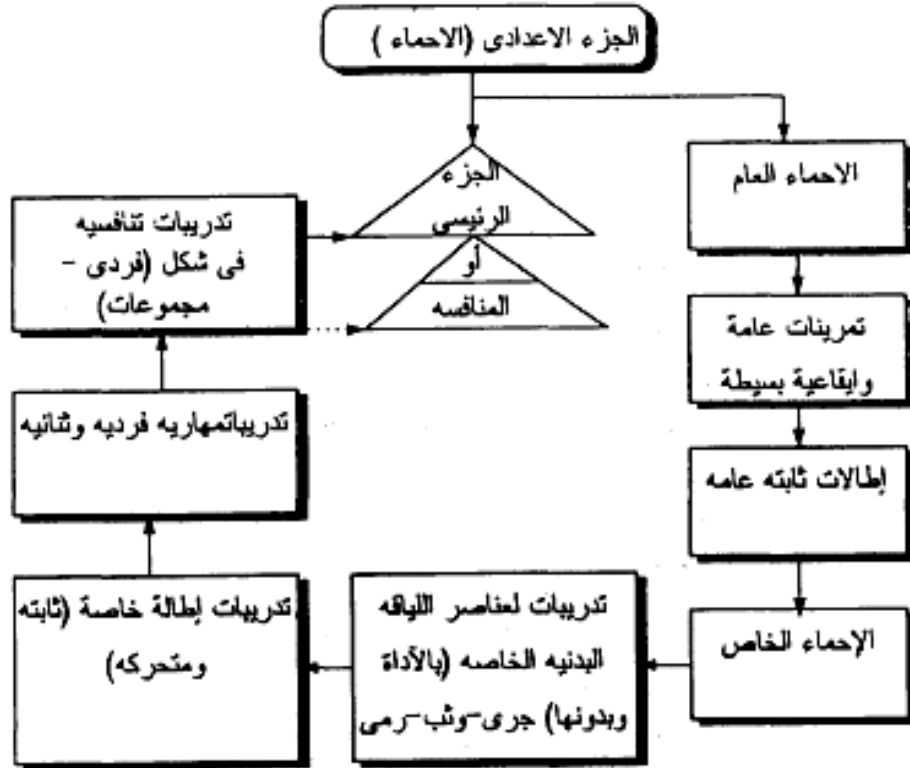 الجزء الاعدادى (الاحماء )
الجزء
الرئيسى
أو
المنافسه
الاحماء العام
تمرينات عامة
وايقاعية بسيطة
إطالات ثابته عامه
الإحماء الخاص
تدريبات لعناصر اللياقه
البدنيه الخاصه (بالآداة
وبدونها) جرى-وثب-رمى
تدريبات إطالة خاصة (ثابته
ومتحركه)
تدريباتمهاريه فرديه وثنائيه
تدريبات تنافسيه
فى شكل (فردى -
مجموعات)